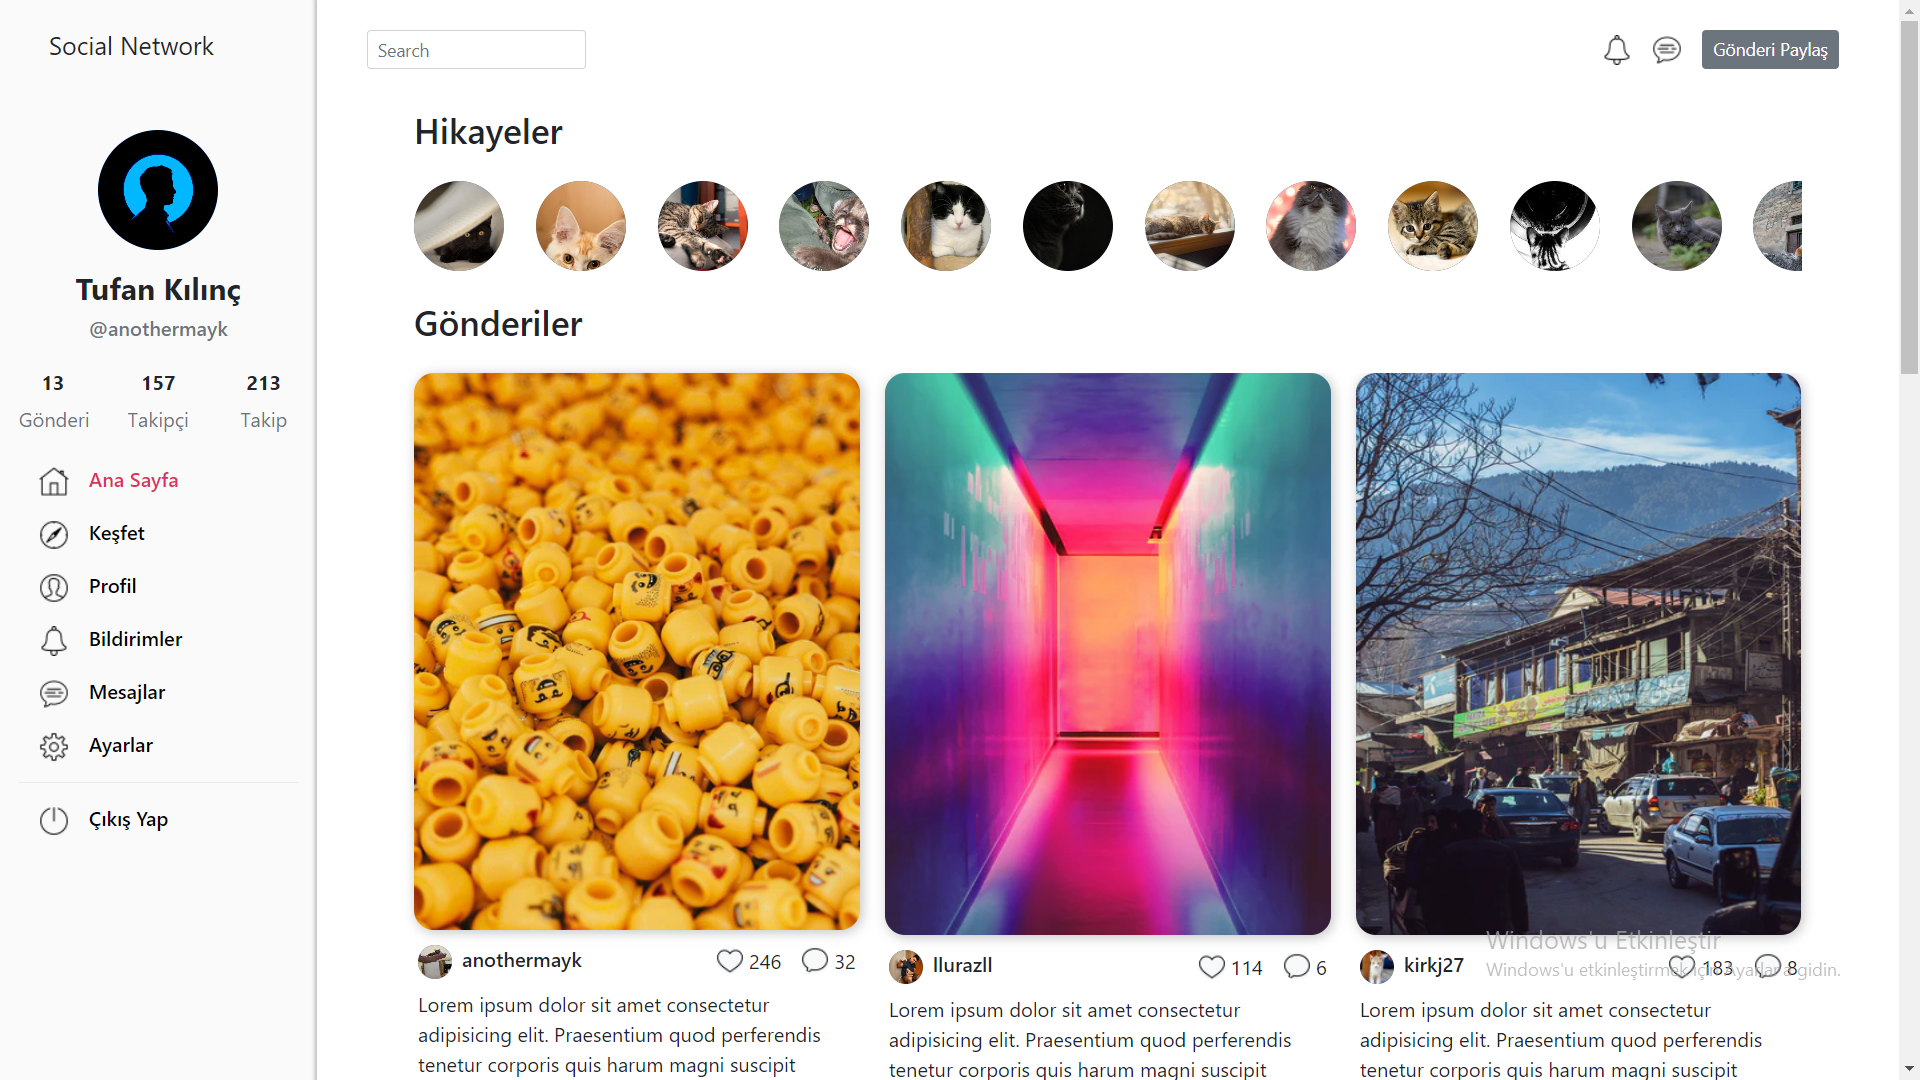 Social Network
Tufan Kılınç
@anothermayk
13 157 213
Gönderi Takipçi Takip
Ana Sayfa
Keşfet
Profil
Bildirimler
Mesajlar
Ayarlar
Çıkış Yap
Search
Gönderi Paylaş
Hikayeler
Gönderiler
anothermayk 246 32
Lorem ipsum dolor sit amet consectetur
adipisicing elit. Praesentium quod perferendis
tenetur corporis quis harum magni suscipit
llurazll 114 6
Lorem ipsum dolor sit amet consectetur
adipisicing elit. Praesentium quod perferendis
tenetur corporis quis harum magni suscipit
kirkj27 183 8
Lorem ipsum dolor sit amet consectetur
adipisicing elit. Praesentium quod perferendis
tenetur corporis quis harum magni suscipit
Windows'u Etkinleştir
Windows'u etkinleştirmek için Ayarlar'a gidin.